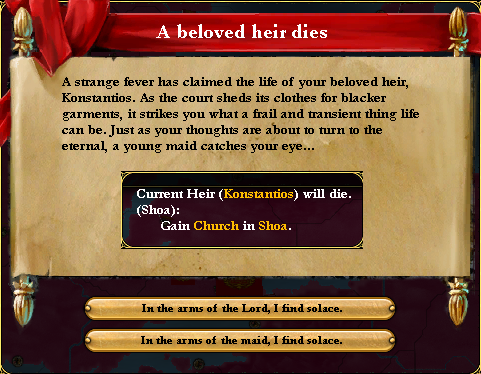 A beloved heir dies
A strange fever has claimed the life of your beloved heir,
Konstantios. As the court sheds its clothes for blacker
garments, it strikes you what a frail and transient thing life
can be. Just as your thoughts are about to turn to the
eternal, a young maid catches your eye...
Current Heir (Konstantios) will die.
(Shoa):
Gain Church in Shoa.
In the arms of the Lord, I find solace.
In the arms of the maid, I find solace.